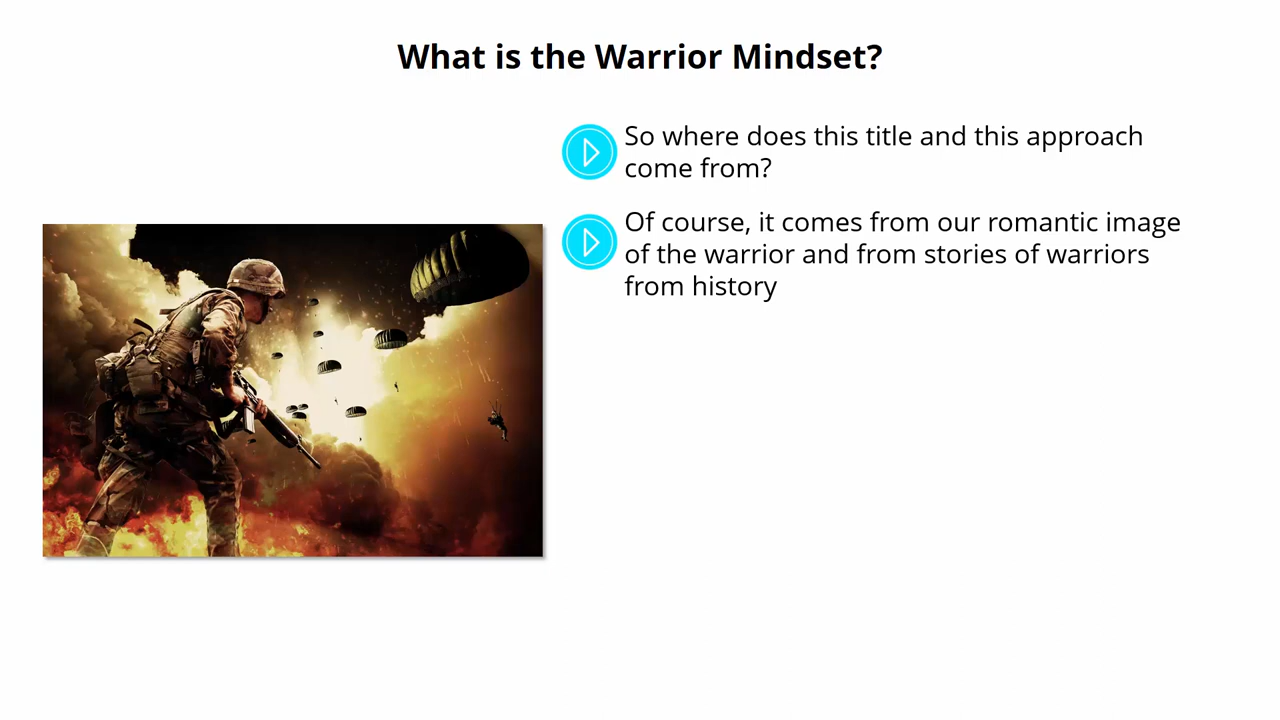 What is the Warrior Mindset?
So where does this title and this approach
come from?
Of course, it comes from our romantic image
of the warrior and from stories of warriors
from history